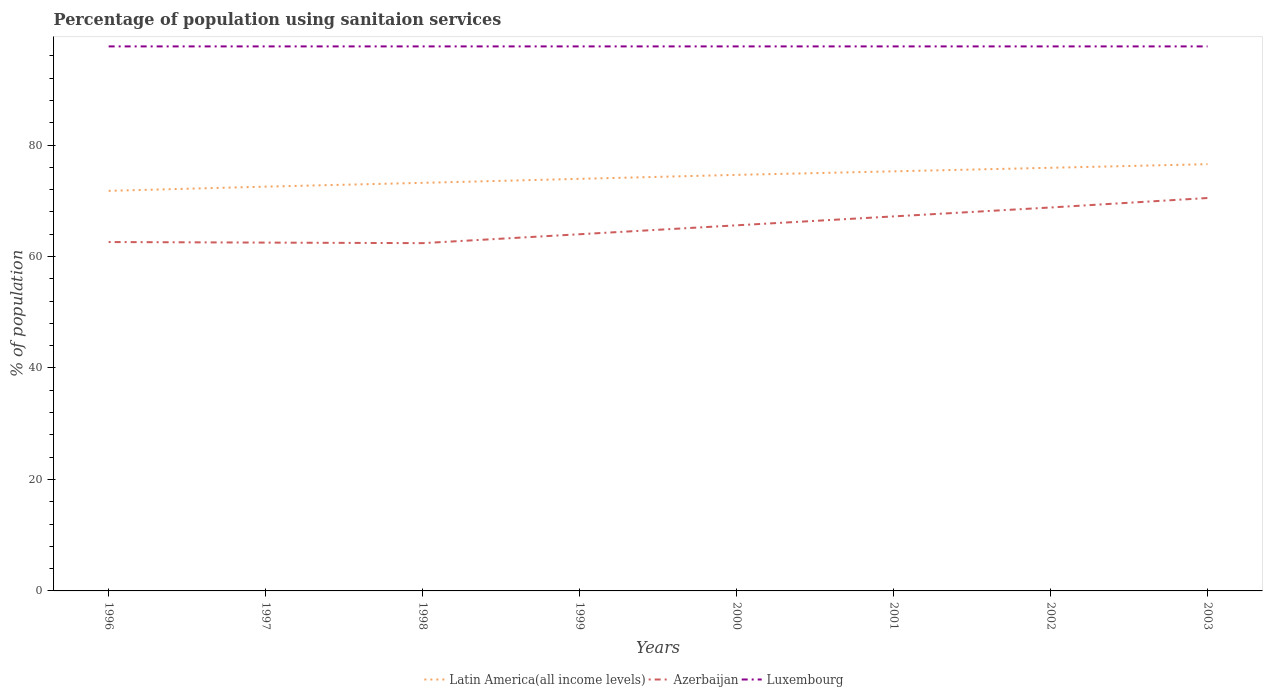 Percentage of population using sanitaion services
% of population
80
60
40
20
0
1996
1997
1998
1999
2000
2001
2002
2003
Years
Latin America(all income levels)
Azerbaijan
Luxembourg